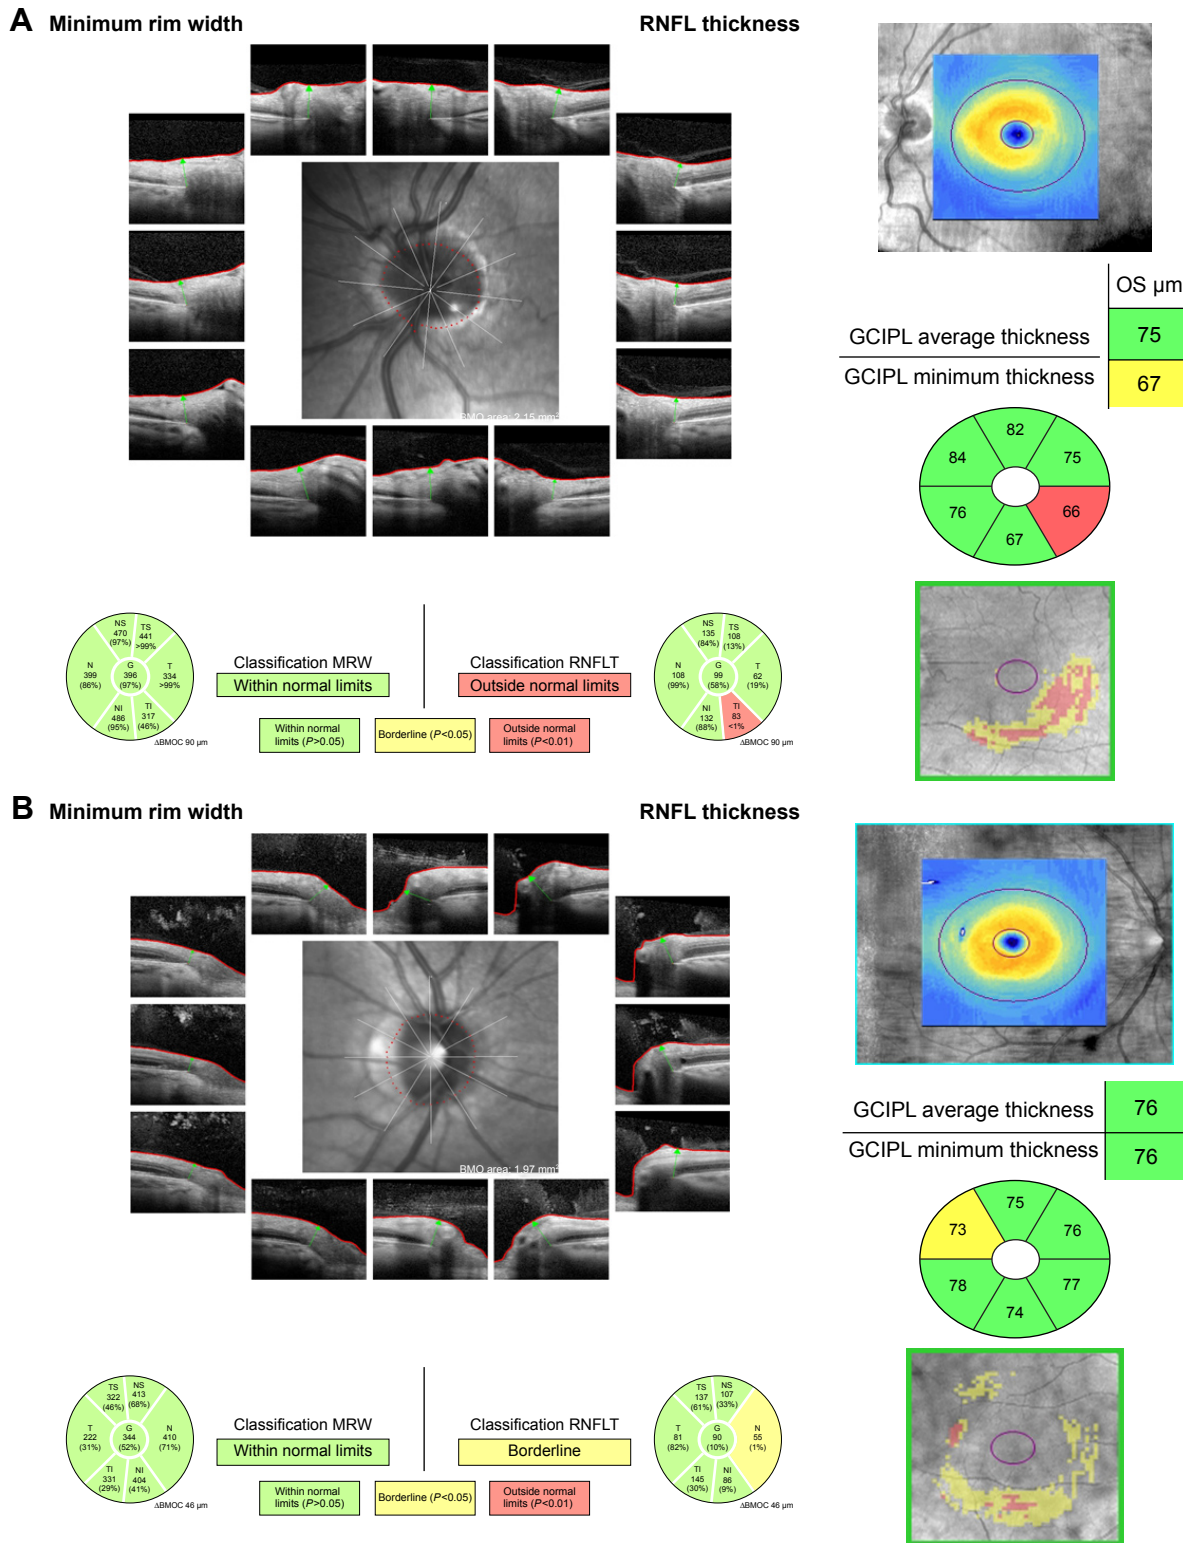 A Minimum rim width
RNFL thickness
BMO area: 2.15 mm²
OS µm
GCIPL average thickness
75
GCIPL minimum thickness
67
82
84
75
76
66
67
NS
470
(97%)
TS
441
>99%
N
399
(86%)
G
396
(97%)
T
334
>99%
NI
486
(95%)
TI
317
(46%)
ΔBMOC 90 µm
Classification MRW
Within normal limits
Classification RNFLT
Outside normal limits
Within normal
limits (P>0.05)
Borderline (P<0.05)
Outside normal
limits (P<0.01)
NS
135
(84%)
TS
108
(13%)
N
108
(99%)
G
99
(58%)
T
62
(19%)
NI
132
(88%)
TI
83
<1%
ΔBMOC 90 µm
B Minimum rim width
RNFL thickness
BMO area: 1.97 mm²
GCIPL average thickness
76
GCIPL minimum thickness
76
75
73
76
78
77
74
TS
322
(46%)
NS
413
(68%)
T
222
(31%)
G
344
(52%)
N
410
(71%)
TI
331
(29%)
NI
404
(41%)
ΔBMOC 46 µm
Classification MRW
Within normal limits
Classification RNFLT
Borderline
Within normal
limits (P>0.05)
Borderline (P<0.05)
Outside normal
limits (P<0.01)
TS
137
(61%)
NS
107
(33%)
T
81
(82%)
G
90
(10%)
N
55
(1%)
TI
145
(30%)
NI
86
(9%)
ΔBMOC 46 µm